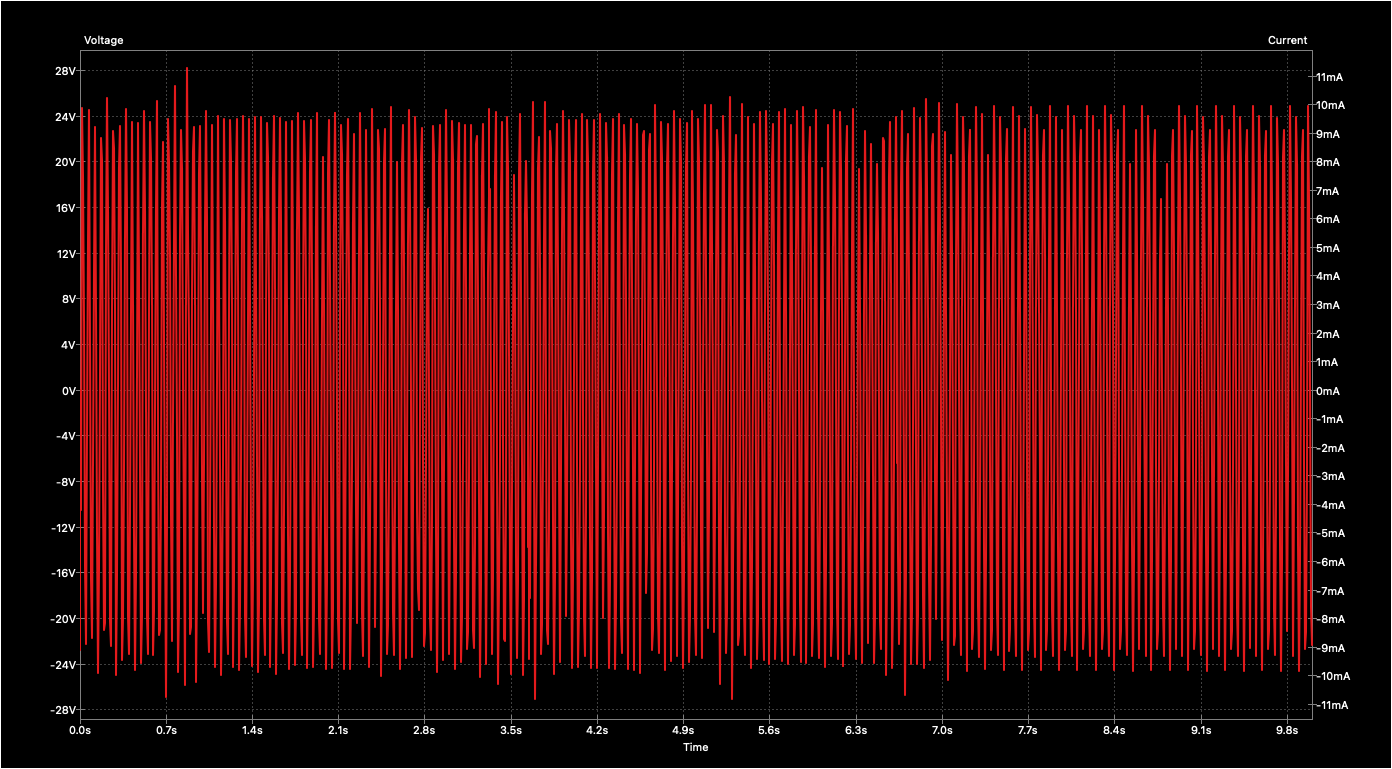 Voltage Current
28V
24V
20V
16V
12V
8V
4V
0V
-4V
-8V
-12V
-16V
-20V
-24V
-28V
11mA
10mA
9mA
8mA
7mA
6mA
5mA
4mA
3mA
2mA
1mA
0mA
-1mA
-2mA
-3mA
-4mA
-5mA
-6mA
-7mA
-8mA
-9mA
-10mA
-11mA
0.0s 0.7s 1.4s 2.1s 2.8s 3.5s 4.2s 4.9s 5.6s 6.3s 7.0s 7.7s 8.4s 9.1s 9.8s
Time